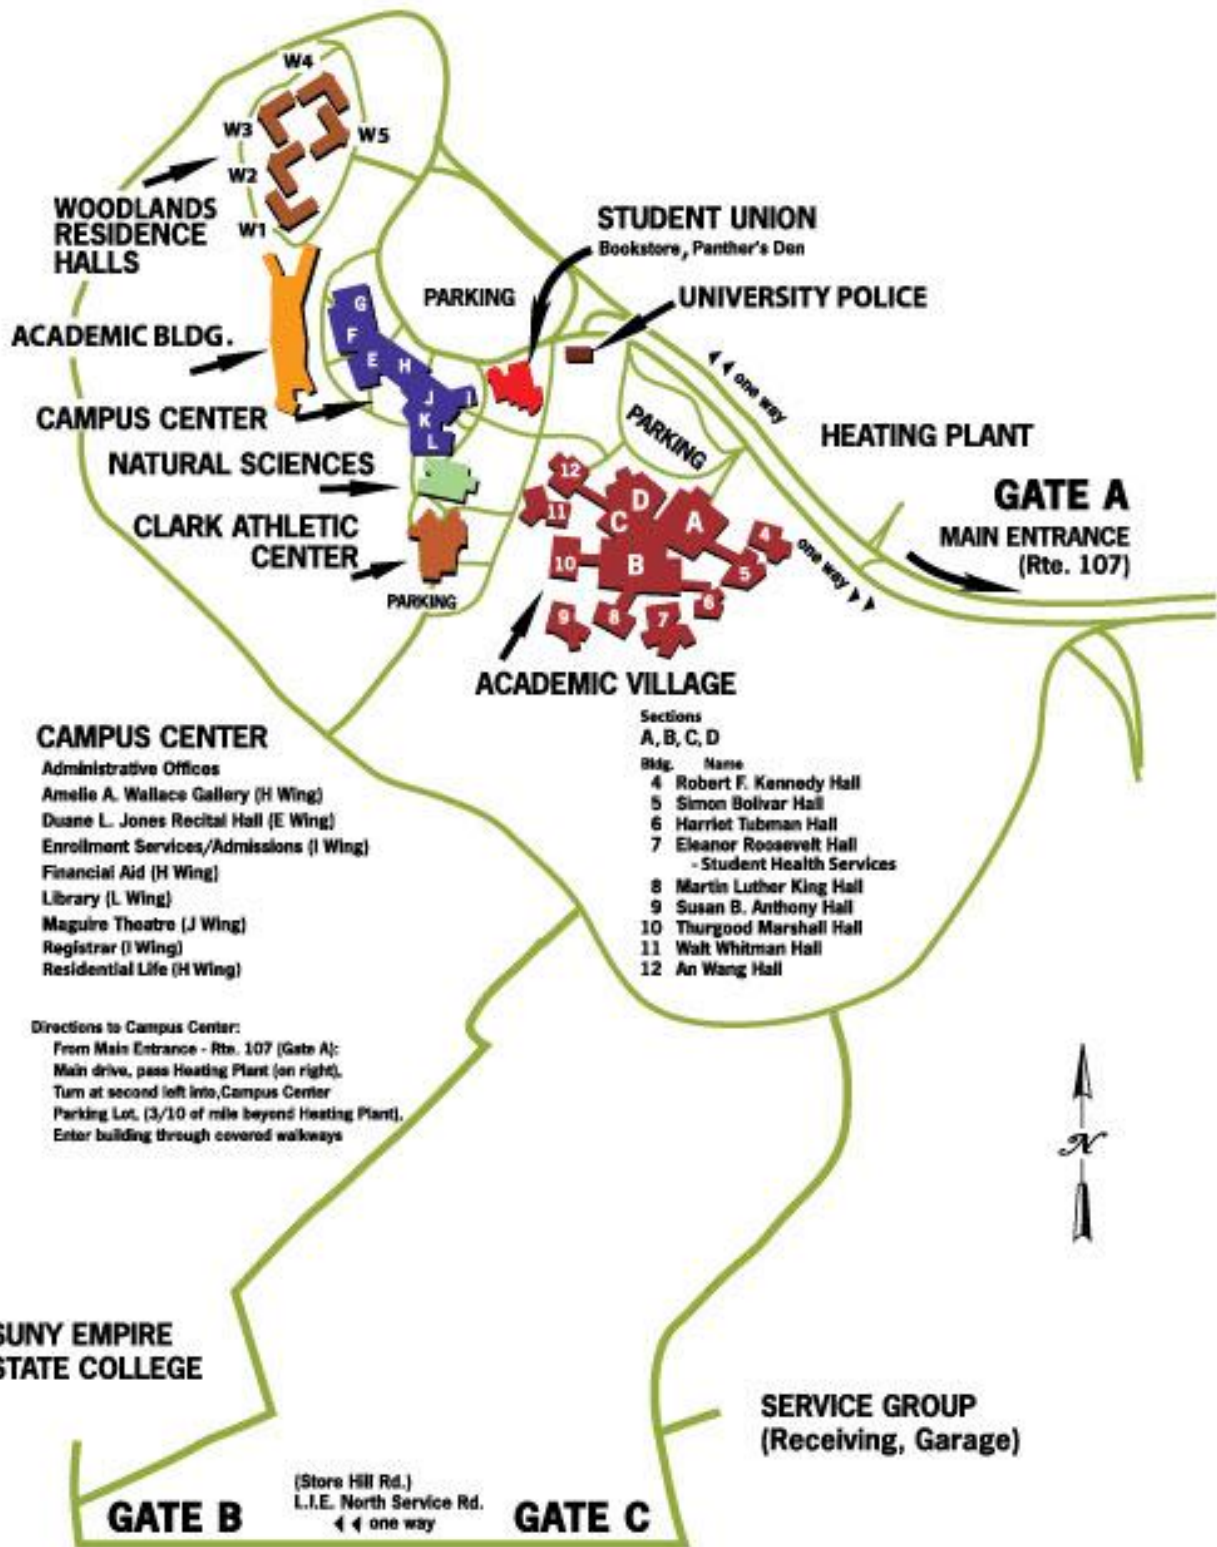 W4
W3
W5
W2
W1
WOODLANDS
RESIDENCE
HALLS
STUDENT UNION
Bookstore, Panther's Den
PARKING
UNIVERSITY POLICE
ACADEMIC BLDG.
G
F
E
H
J
I
K
L
one way
CAMPUS CENTER
PARKING
HEATING PLANT
NATURAL SCIENCES
GATE A
MAIN ENTRANCE
(Rte. 107)
CLARK ATHLETIC
CENTER
12
D
C
A
11
4
one way
10
B
5
PARKING
6
9
8
7
ACADEMIC VILLAGE
Sections
A, B, C, D
Bldg. Name
4 Robert F. Kennedy Hall
5 Simon Bolivar Hall
6 Harriet Tubman Hall
7 Eleanor Roosevelt Hall
- Student Health Services
8 Martin Luther King Hall
9 Susan B. Anthony Hall
10 Thurgood Marshall Hall
11 Walt Whitman Hall
12 An Wang Hall
CAMPUS CENTER
Administrative Offices
Amelie A. Wallace Gallery (H Wing)
Duane L. Jones Recital Hall (E Wing)
Enrollment Services/Admissions (I Wing)
Financial Aid (H Wing)
Library (L Wing)
Maguire Theatre (J Wing)
Registrar (I Wing)
Residential Life (H Wing)
Directions to Campus Center:
From Main Entrance - Rte. 107 (Gate A):
Main drive, pass Heating Plant (on right),
Turn at second left into,Campus Center
Parking Lot, (3/10 of mile beyond Heating Plant),
Enter building through covered walkways
N
SUNY EMPIRE
STATE COLLEGE
SERVICE GROUP
(Receiving, Garage)
(Store Hill Rd.)
L.I.E. North Service Rd.
one way
GATE B
GATE C